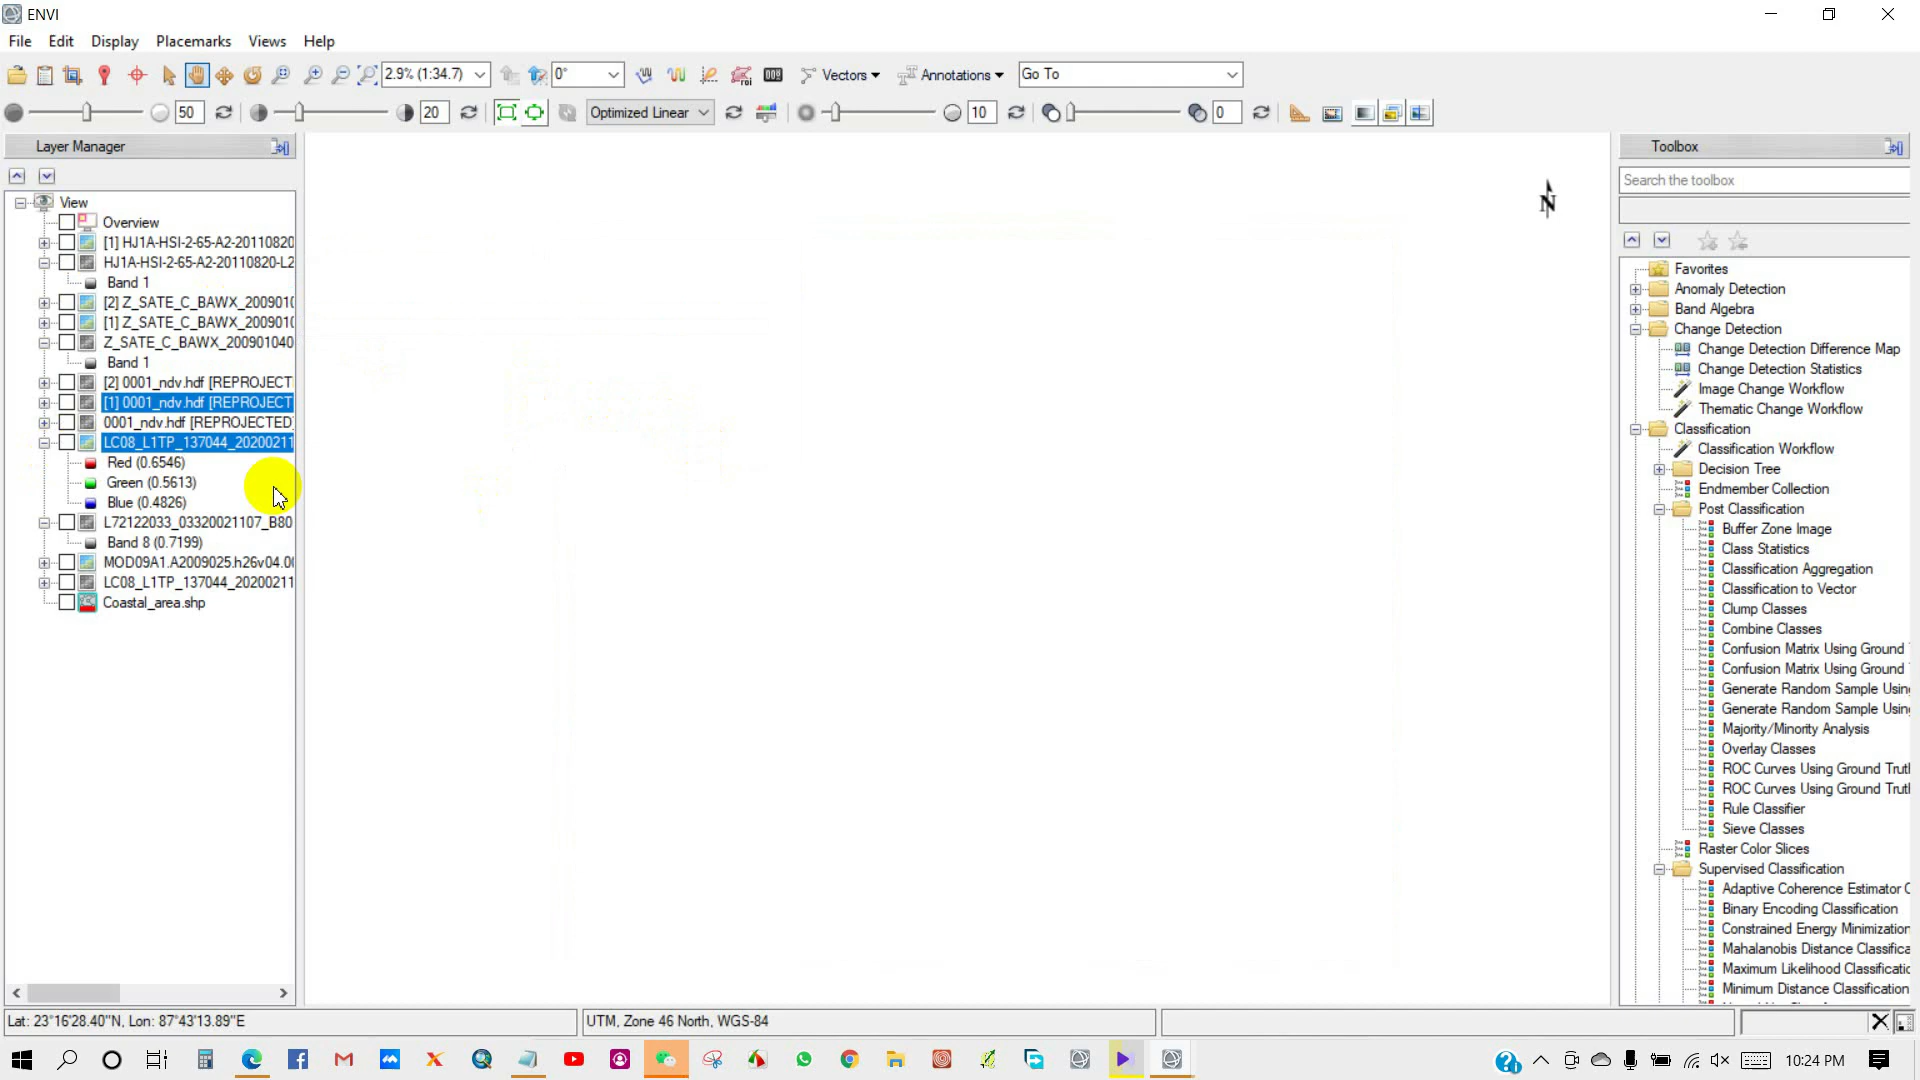 ENVI
File Edit Display Placemarks Views Help
2.9% (1:34.7) 0° Vectors Annotations Go To
50 20 Optimized Linear 10 0
Layer Manager
View
Overview
[1] HJ1A-HSI-2-65-A2-20110820
HJ1A-HSI-2-65-A2-20110820-L2
Band 1
[2] Z_SATE_C_BAWX_2009010
[1] Z_SATE_C_BAWX_2009010
Z_SATE_C_BAWX_200901040
Band 1
[2] 0001_ndv.hdf [REPROJECT
[1] 0001_ndv.hdf [REPROJECT
0001_ndv.hdf [REPROJECTED]
LC08_L1TP_137044_20200211
Red (0.6546)
Green (0.5613)
Blue (0.4826)
L72122033_03320021107_B80
Band 8 (0.7199)
MOD09A1.A2009025.h26v04.00
LC08_L1TP_137044_20200211
Coastal_area.shp
N
Toolbox
Search the toolbox
Favorites
Anomaly Detection
Band Algebra
Change Detection
Change Detection Difference Map
Change Detection Statistics
Image Change Workflow
Thematic Change Workflow
Classification
Classification Workflow
Decision Tree
Endmember Collection
Post Classification
Buffer Zone Image
Class Statistics
Classification Aggregation
Classification to Vector
Clump Classes
Combine Classes
Confusion Matrix Using Ground
Confusion Matrix Using Ground
Generate Random Sample Usin
Generate Random Sample Usin
Majority/Minority Analysis
Overlay Classes
ROC Curves Using Ground Trut
ROC Curves Using Ground Trut
Rule Classifier
Sieve Classes
Raster Color Slices
Supervised Classification
Adaptive Coherence Estimator C
Binary Encoding Classification
Constrained Energy Minimization
Mahalanobis Distance Classifica
Maximum Likelihood Classificatio
Minimum Distance Classification
Lat: 23°16'28.40"N, Lon: 87°43'13.89"E
UTM, Zone 46 North, WGS-84
10:24 PM